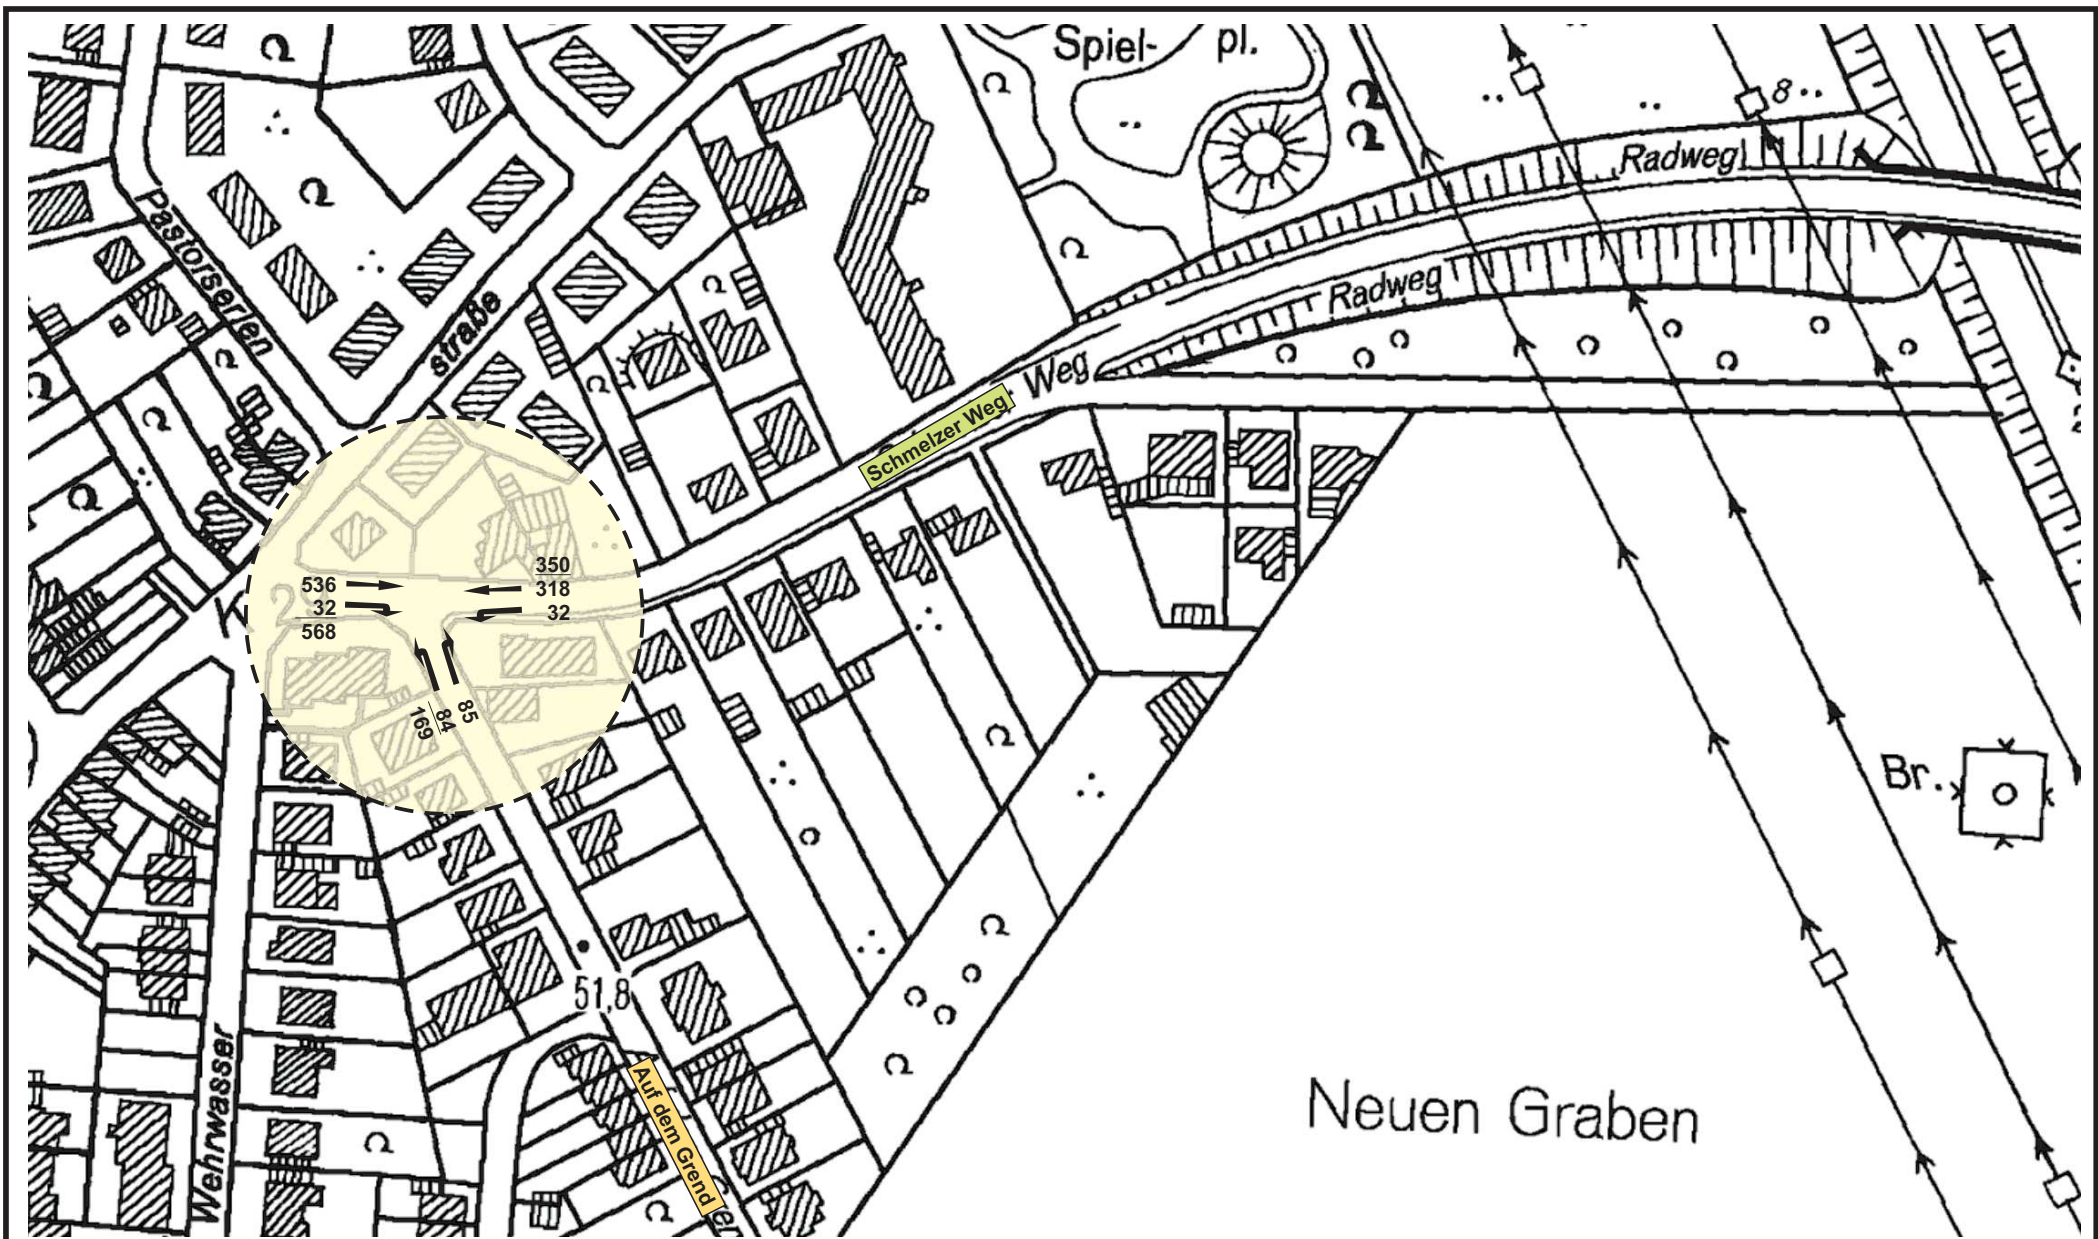 Spiel- pl.
8
Radweg
Pastorserlen
Radweg
straße
Weg
Schmelzer Weg
350
536
318
32
32
568
85
84
169
Br.
51,8
Auf dem Grend
Wehrwasser
Neuen Graben